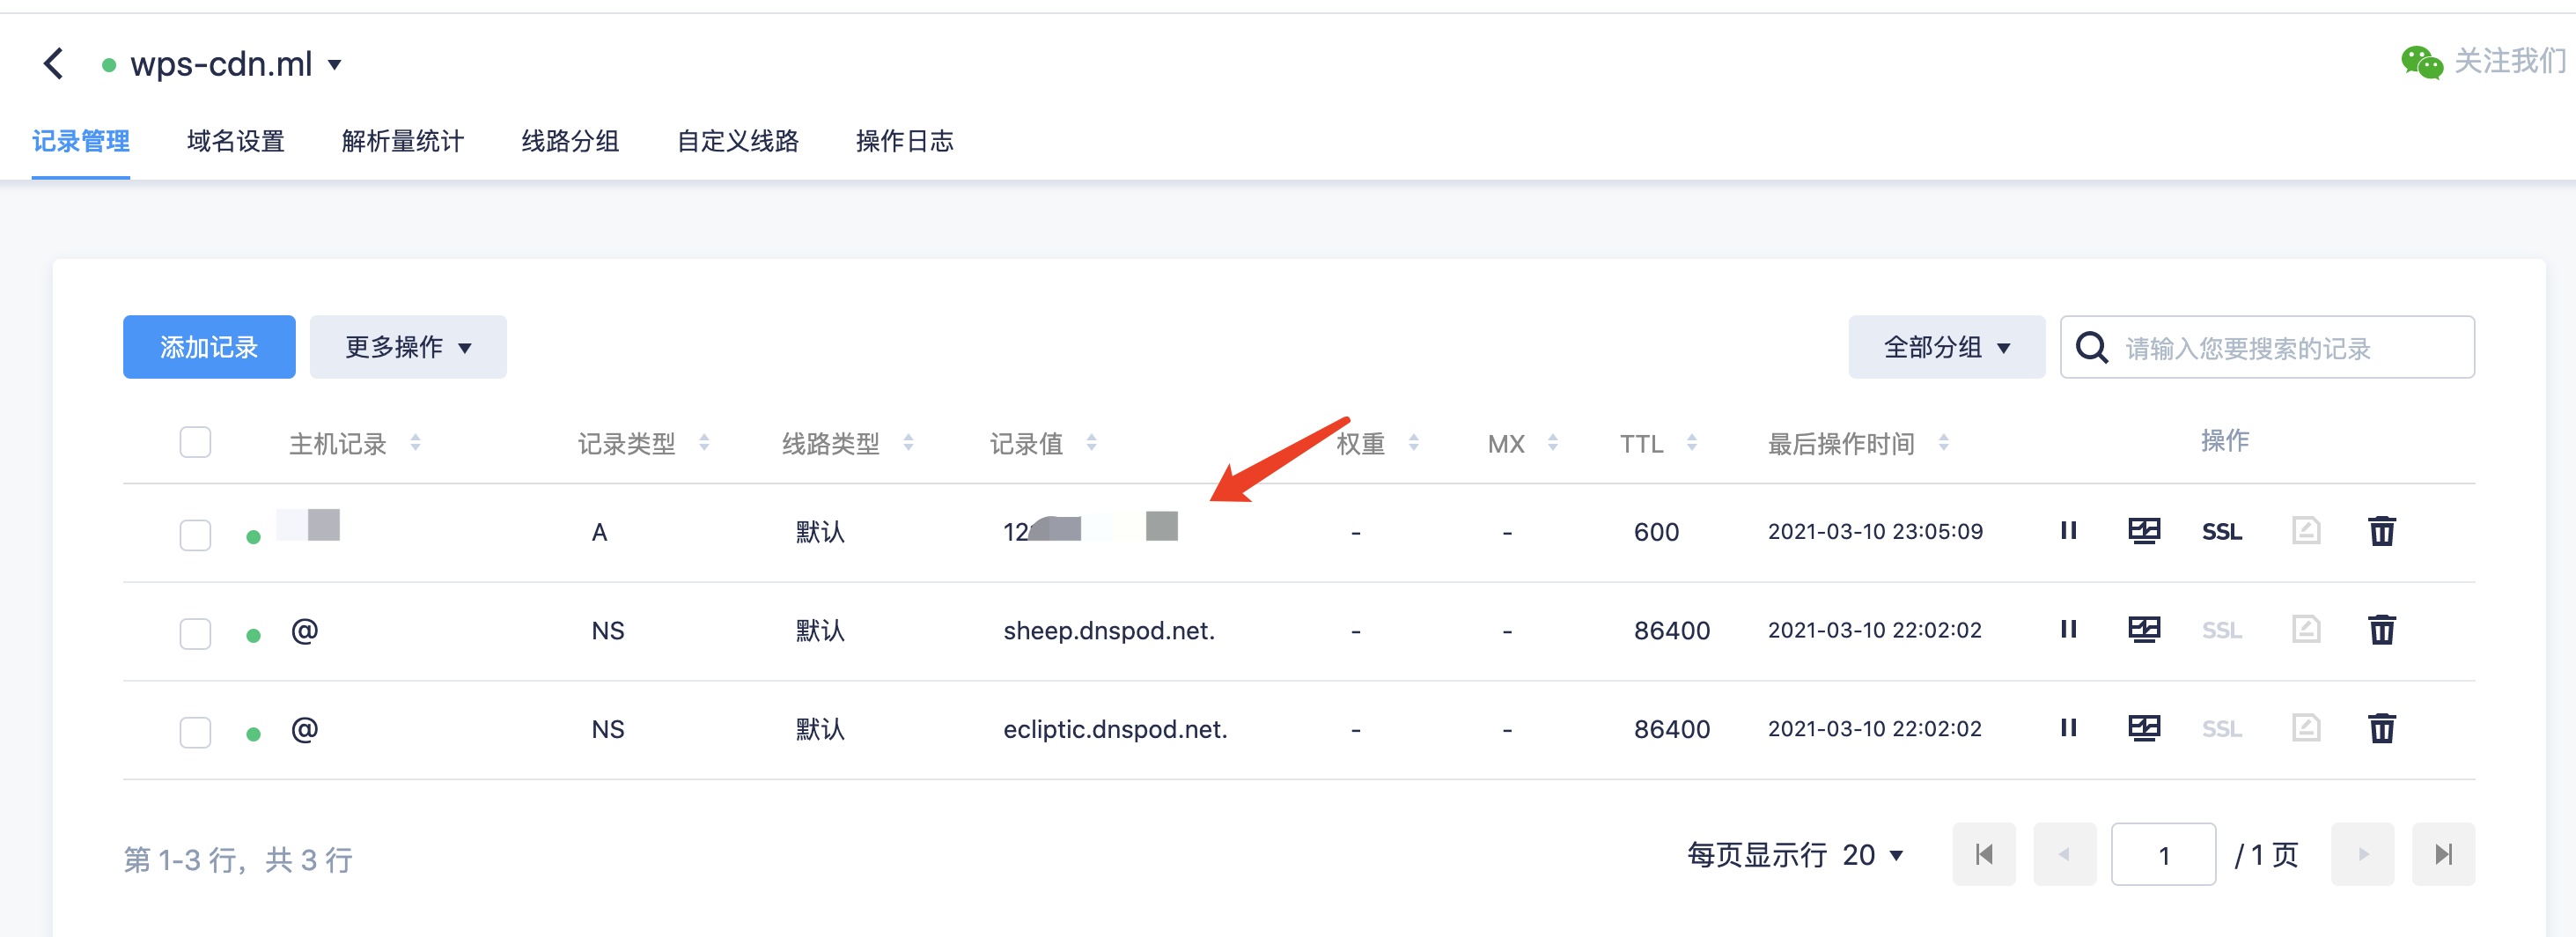 wps-cdn.ml
关注我们
记录管理 域名设置 解析量统计 线路分组 自定义线路 操作日志
添加记录 更多操作 全部分组 请输入您要搜索的记录
主机记录 记录类型 线路类型 记录值 权重 MX TTL 最后操作时间 操作
A 默认 12 - - 600 2021-03-10 23:05:09 SSL
@ NS 默认 sheep.dnspod.net. - - 86400 2021-03-10 22:02:02 SSL
@ NS 默认 ecliptic.dnspod.net. - - 86400 2021-03-10 22:02:02 SSL
第 1-3 行，共 3 行 每页显示行 20 1 / 1 页